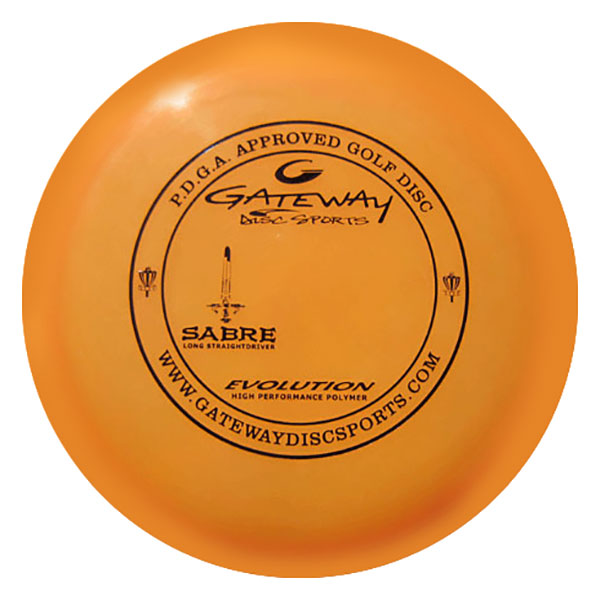 P.D.G.A. APPROVED GOLF DISC
G
GATEWAY
DISC SPORTS
SABRE
LONG STRAIGHTDRIVER
EVOLUTION
HIGH PERFORMANCE POLYMER
WWW.GATEWAYDISCSPORTS.COM